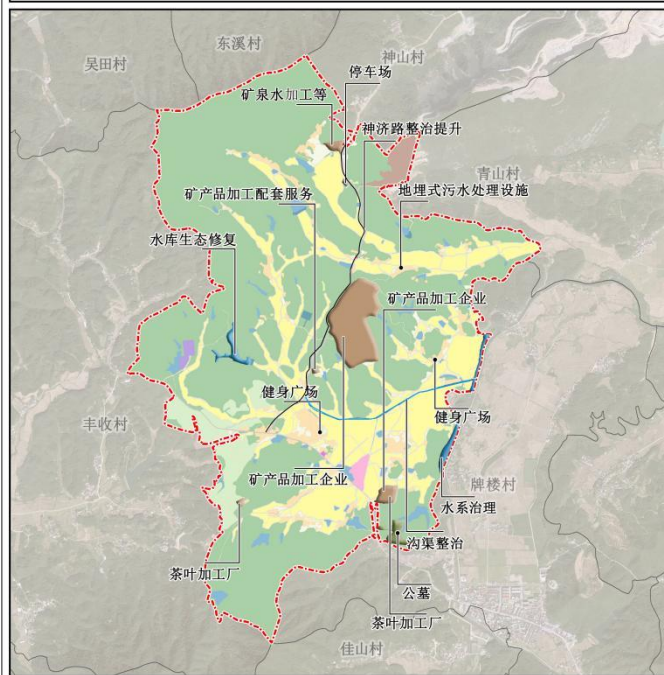 东溪村
吴田村
神山村
停车场
矿泉水加工等
神济路整治提升
青山村
矿产品加工配套服务
地埋式污水处理设施
水库生态修复
矿产品加工企业
健身广场
健身广场
丰收村
矿产品加工企业
牌楼村
水系治理
沟渠整治
茶叶加工厂
公墓
茶叶加工厂
佳山村